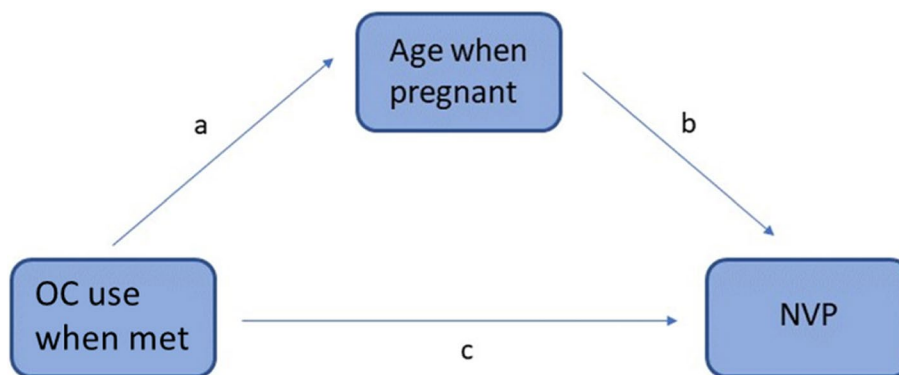 Age when
pregnant
a
b
OC use
when met
NVP
c